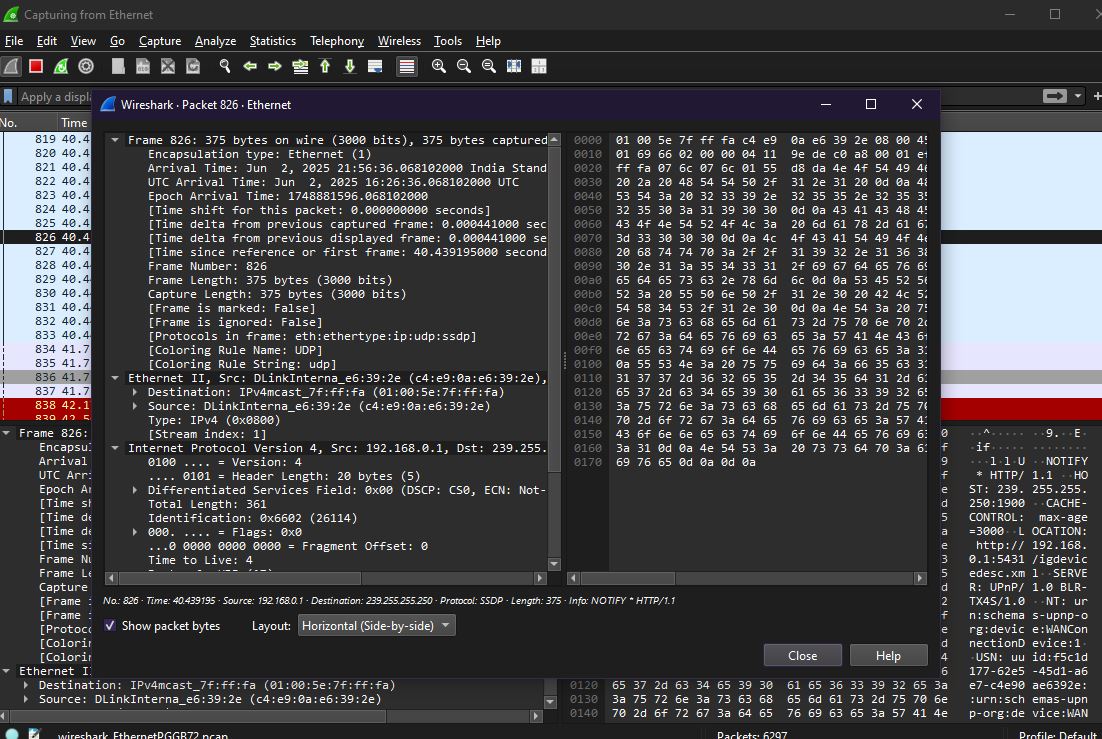 Capturing from Ethernet
File Edit View Go Capture Analyze Statistics Telephony Wireless Tools Help
Apply a displ
No. Time
Wireshark · Packet 826 · Ethernet
819 40.4
820 40.4
821 40.4
822 40.4
823 40.4
824 40.4
825 40.4
826 40.4
827 40.4
828 40.4
829 40.4
830 40.4
831 40.4
832 40.4
833 40.4
834 41.7
835 41.7
836 41.7
837 41.7
838 42.1
839 42.5
Frame 826: 375 bytes on wire (3000 bits), 375 bytes captured
Encapsulation type: Ethernet (1)
Arrival Time: Jun 2, 2025 21:56:36.068102000 India Stand
UTC Arrival Time: Jun 2, 2025 16:26:36.068102000 UTC
Epoch Arrival Time: 1748881596.068102000
[Time shift for this packet: 0.000000000 seconds]
[Time delta from previous captured frame: 0.000441000 sec
[Time delta from previous displayed frame: 0.000441000 se
[Time since reference or first frame: 40.439195000 second
Frame Number: 826
Frame Length: 375 bytes (3000 bits)
Capture Length: 375 bytes (3000 bits)
[Frame is marked: False]
[Frame is ignored: False]
[Protocols in frame: eth:ethertype:ip:udp:ssdp]
[Coloring Rule Name: UDP]
[Coloring Rule String: udp]
Ethernet II, Src: DLinkInterna_e6:39:2e (c4:e9:0a:e6:39:2e),
Destination: IPv4mcast_7f:ff:fa (01:00:5e:7f:ff:fa)
Source: DLinkInterna_e6:39:2e (c4:e9:0a:e6:39:2e)
Type: IPv4 (0x0800)
[Stream index: 1]
Internet Protocol Version 4, Src: 192.168.0.1, Dst: 239.255.
0100 .... = Version: 4
.... 0101 = Header Length: 20 bytes (5)
Differentiated Services Field: 0x00 (DSCP: CS0, ECN: Not-
Total Length: 361
Identification: 0x6602 (26114)
000. .... = Flags: 0x0
...0 0000 0000 0000 = Fragment Offset: 0
Time to Live: 4
0000 01 00 5e 7f ff fa c4 e9 0a e6 39 2e 08 00 45
0010 01 69 66 02 00 00 04 11 9e de c0 a8 00 01 ef
0020 ff fa 07 6c 07 6c 01 55 d8 da 4e 4f 54 49 46
0030 20 2a 20 48 54 54 50 2f 31 2e 31 20 0d 0a 48
0040 53 54 3a 20 32 33 39 2e 32 35 35 2e 32 35 35
0050 32 35 30 3a 31 39 30 30 0d 0a 43 41 43 48 45
0060 43 4f 4e 54 52 4f 4c 3a 20 6d 61 78 2d 61 67
0070 3d 33 30 30 30 0d 0a 4c 4f 43 41 54 49 4f 4e
0080 20 68 74 74 70 3a 2f 2f 31 39 32 2e 31 36 38
0090 30 2e 31 3a 35 34 33 31 2f 69 67 64 65 76 69
00a0 65 64 65 73 63 2e 78 6d 6c 0d 0a 53 45 52 56
00b0 52 3a 20 55 50 6e 50 2f 31 2e 30 20 42 4c 52
00c0 54 58 34 53 2f 31 2e 30 0d 0a 4e 54 3a 20 75
00d0 6e 3a 73 63 68 65 6d 61 73 2d 75 70 6e 70 2d
00e0 72 67 3a 64 65 76 69 63 65 3a 57 41 4e 43 6f
00f0 6e 65 63 74 69 6f 6e 44 65 76 69 63 65 3a 31
0100 0a 55 53 4e 3a 20 75 75 69 64 3a 66 35 63 31
0110 31 37 37 2d 36 32 65 35 2d 34 35 64 31 2d 61
0120 65 37 2d 63 34 65 39 30 61 65 36 33 39 32 65
0130 3a 75 72 6e 3a 73 63 68 65 6d 61 73 2d 75 70
0140 70 2d 6f 72 67 3a 64 65 76 69 63 65 3a 57 41
0150 43 6f 6e 6e 65 63 74 69 6f 6e 44 65 76 69 63
0160 3a 31 0d 0a 4e 54 53 3a 20 73 73 64 70 3a 61
0170 69 76 65 0d 0a 0d 0a
No.: 826 · Time: 40.439195 · Source: 192.168.0.1 · Destination: 239.255.255.250 · Protocol: SSDP · Length: 375 · Info: NOTIFY * HTTP/1.1
Show packet bytes Layout: Horizontal (Side-by-side)
Close Help
Frame 826:
Encapsu
Arrival
UTC Arr
Epoch A
[Time sh
[Time de
[Time de
[Time si
Frame Nu
Frame Le
Capture
[Frame i
[Frame i
[Protoco
[Colorin
[Colorin
Ethernet II
Destination: IPv4mcast_7f:ff:fa (01:00:5e:7f:ff:fa)
Source: DLinkInterna_e6:39:2e (c4:e9:0a:e6:39:2e)
··^····· ··9.··E
·if····· ········
···l·l·U ··NOTIFY
* HTTP/ 1.1 ··HO
ST: 239. 255.255.
250:1900 ··CACHE-
CONTROL: max-age
=3000··L OCATION:
http:// 192.168.
0.1:5431 /igdevic
edesc.xm l··SERVE
R: UPnP/ 1.0 BLR-
TX4S/1.0 ··NT: ur
n:schema s-upnp-o
rg:devic e:WANCon
nectionD evice:1·
·USN: uu id:f5c1d
177-62e5 -45d1-a6
e7-c4e90 ae6392e:
:urn:sch emas-upn
p-org:de vice:WAN
0120 65 37 2d 63 34 65 39 30 61 65 36 33 39 32 65 3a
0130 3a 75 72 6e 3a 73 63 68 65 6d 61 73 2d 75 70 6e
0140 70 2d 6f 72 67 3a 64 65 76 69 63 65 3a 57 41 4e
wireshark_EthernetPGGB72.pcap
Packets: 6297
Profile: Default